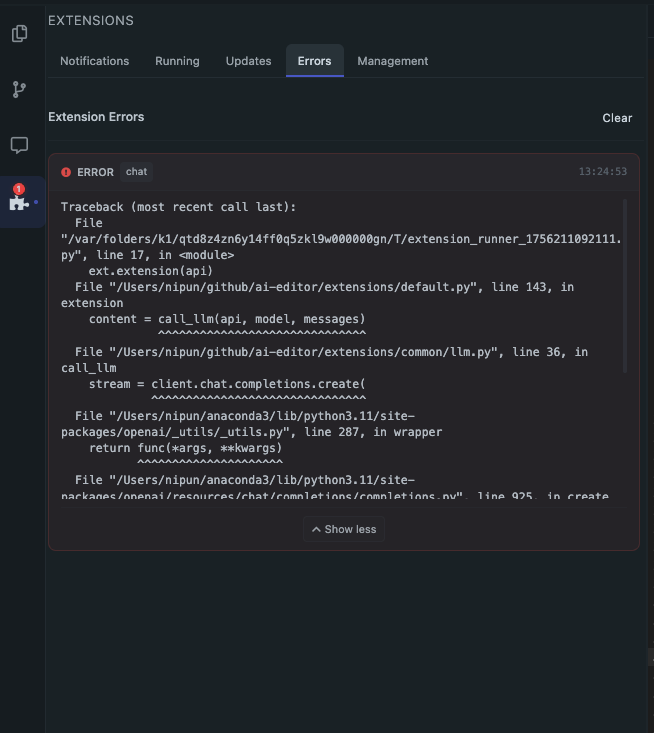 EXTENSIONS
Notifications Running Updates Errors Management
Extension Errors Clear
1
ERROR chat 13:24:53
Traceback (most recent call last):
  File
"/var/folders/k1/qtd8z4zn6y14ff0q5zkl9w000000gn/T/extension_runner_1756211092111.
py", line 17, in <module>
    ext.extension(api)
  File "/Users/nipun/github/ai-editor/extensions/default.py", line 143, in
extension
    content = call_llm(api, model, messages)
              ^^^^^^^^^^^^^^^^^^^^^^^^^^^^^^
  File "/Users/nipun/github/ai-editor/extensions/common/llm.py", line 36, in
call_llm
    stream = client.chat.completions.create(
             ^^^^^^^^^^^^^^^^^^^^^^^^^^^^^^^
  File "/Users/nipun/anaconda3/lib/python3.11/site-
packages/openai/_utils/_utils.py", line 287, in wrapper
    return func(*args, **kwargs)
           ^^^^^^^^^^^^^^^^^^^^^
  File "/Users/nipun/anaconda3/lib/python3.11/site-
packages/openai/resources/chat/completions/completions.py", line 925, in create
Show less